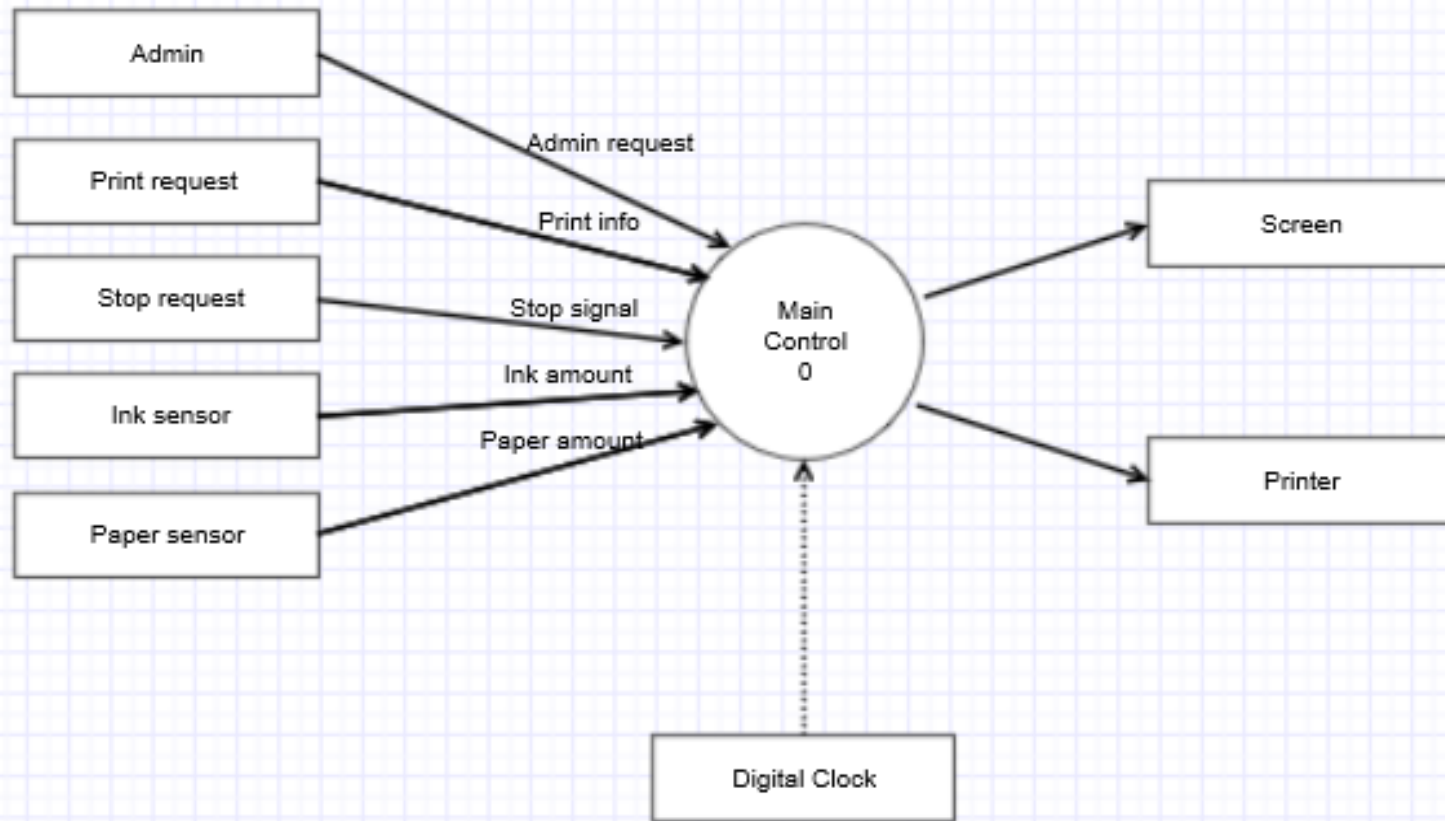 Admin
Admin request
Print request
Print info
Screen
Stop request
Stop signal
Main
Control
0
Ink amount
Ink sensor
Paper amount
Printer
Paper sensor
Digital Clock